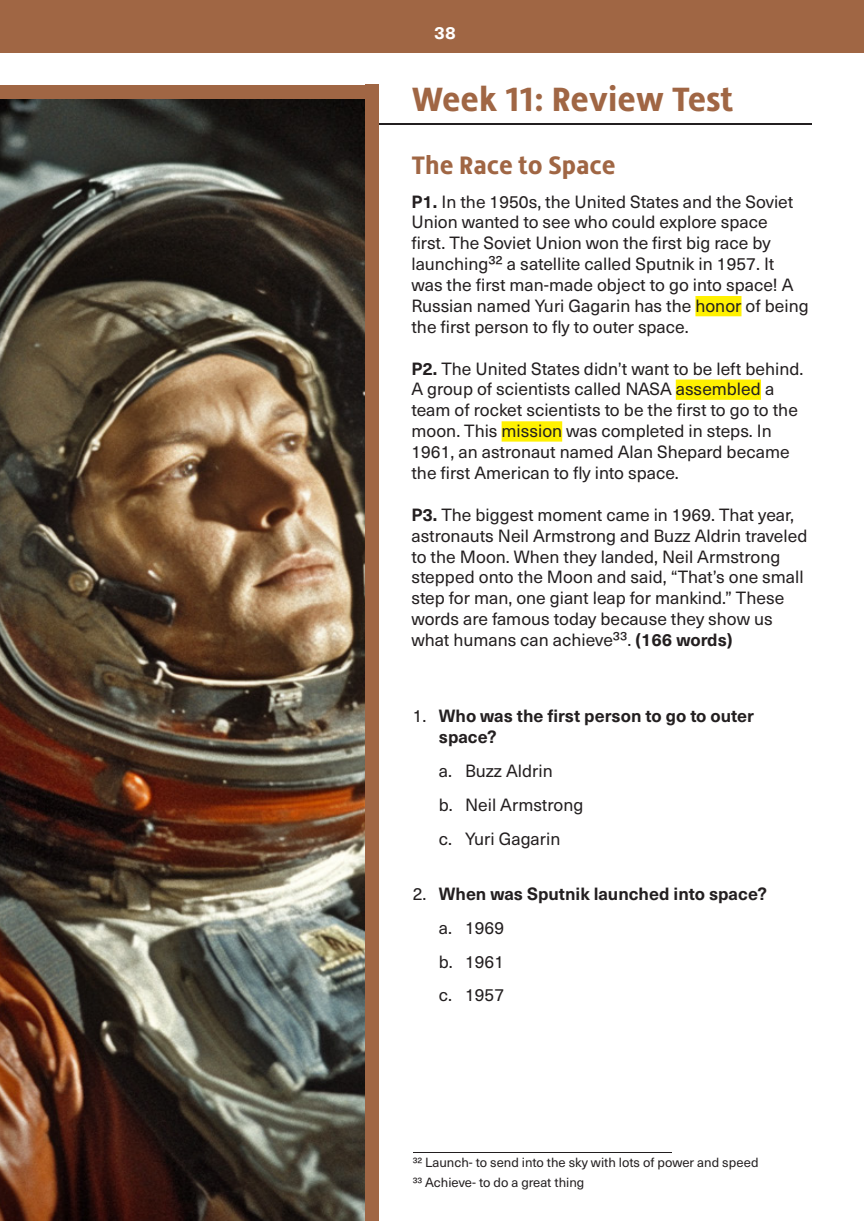 38
Week 11: Review Test
The Race to Space
P1. In the 1950s, the United States and the Soviet
Union wanted to see who could explore space
first. The Soviet Union won the first big race by
launching³² a satellite called Sputnik in 1957. It
was the first man-made object to go into space! A
Russian named Yuri Gagarin has the honor of being
the first person to fly to outer space.
P2. The United States didn't want to be left behind.
A group of scientists called NASA assembled a
team of rocket scientists to be the first to go to the
moon. This mission was completed in steps. In
1961, an astronaut named Alan Shepard became
the first American to fly into space.
P3. The biggest moment came in 1969. That year,
astronauts Neil Armstrong and Buzz Aldrin traveled
to the Moon. When they landed, Neil Armstrong
stepped onto the Moon and said, “That's one small
step for man, one giant leap for mankind.” These
words are famous today because they show us
what humans can achieve³³. (166 words)
1. Who was the first person to go to outer
space?
a. Buzz Aldrin
b. Neil Armstrong
c. Yuri Gagarin
2. When was Sputnik launched into space?
a. 1969
b. 1961
c. 1957
³² Launch- to send into the sky with lots of power and speed
³³ Achieve- to do a great thing